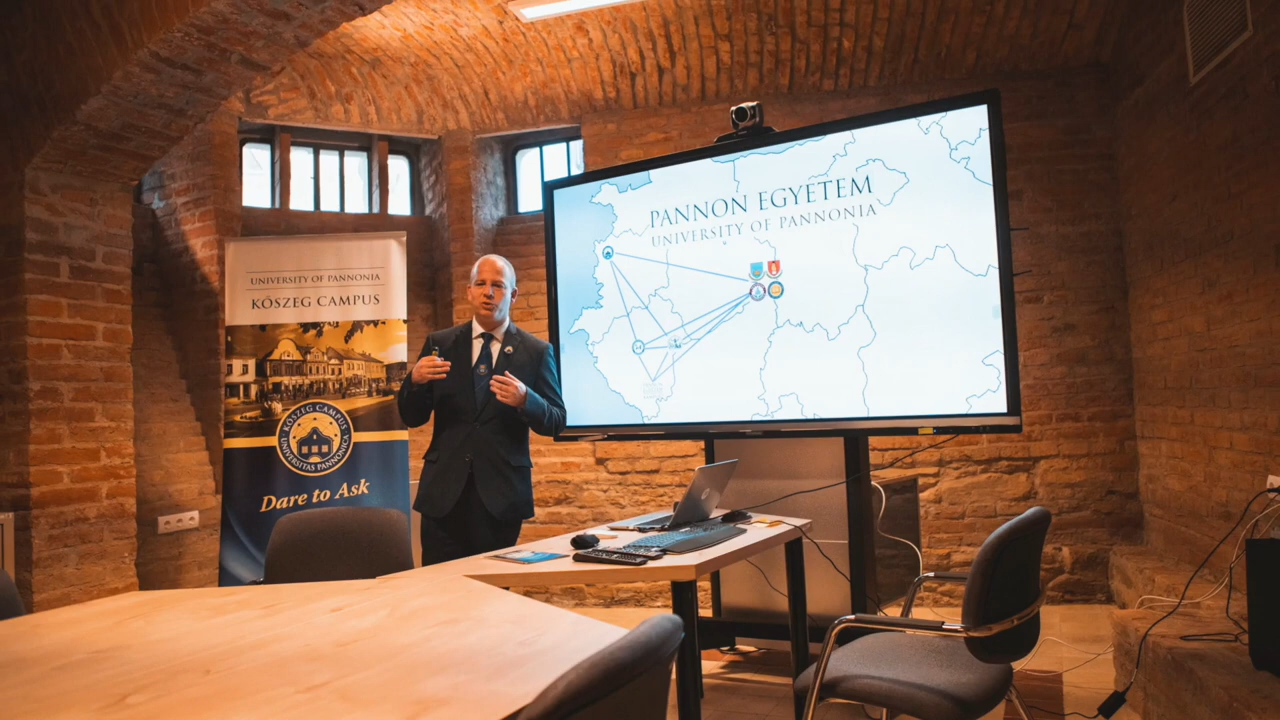 PANNON EGYETEM
UNIVERSITY OF PANNONIA
UNIVERSITY OF PANNONIA
KŐSZEG CAMPUS
KŐSZEG CAMPUS
UNIVERSITAS PANNONICA
Dare to Ask